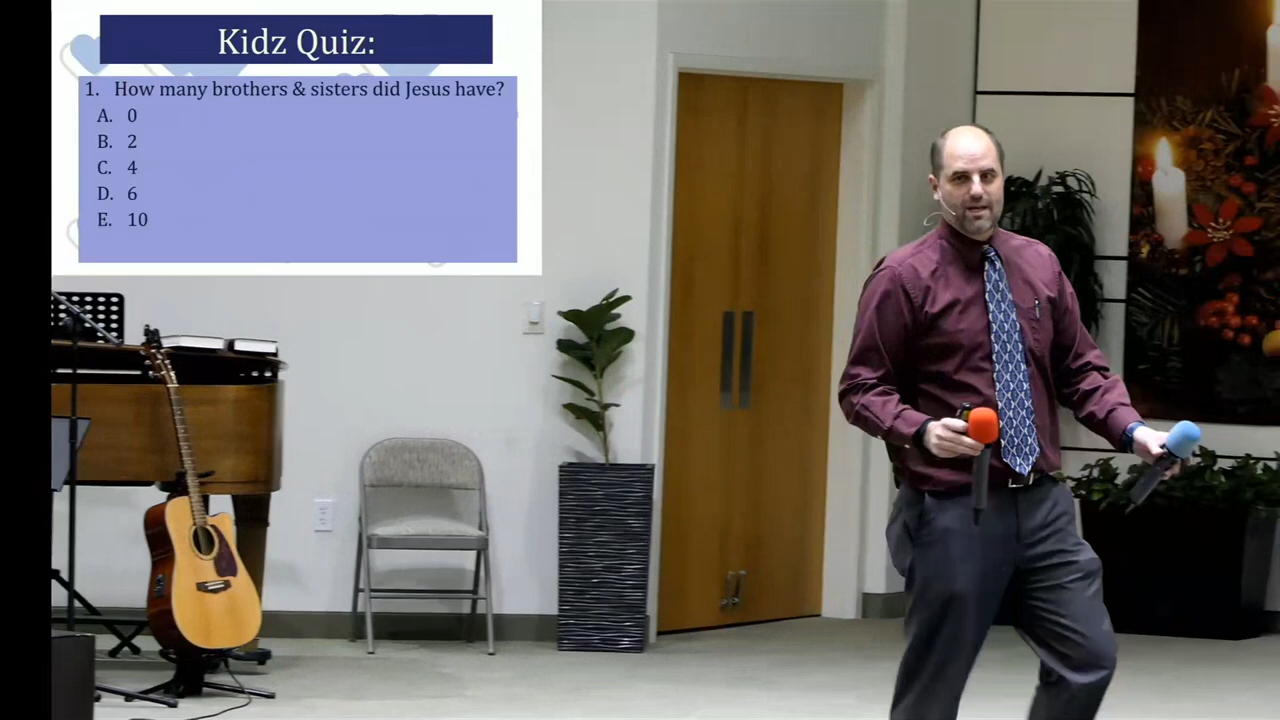 Kidz Quiz:
1. How many brothers & sisters did Jesus have?
A. 0
B. 2
C. 4
D. 6
E. 10